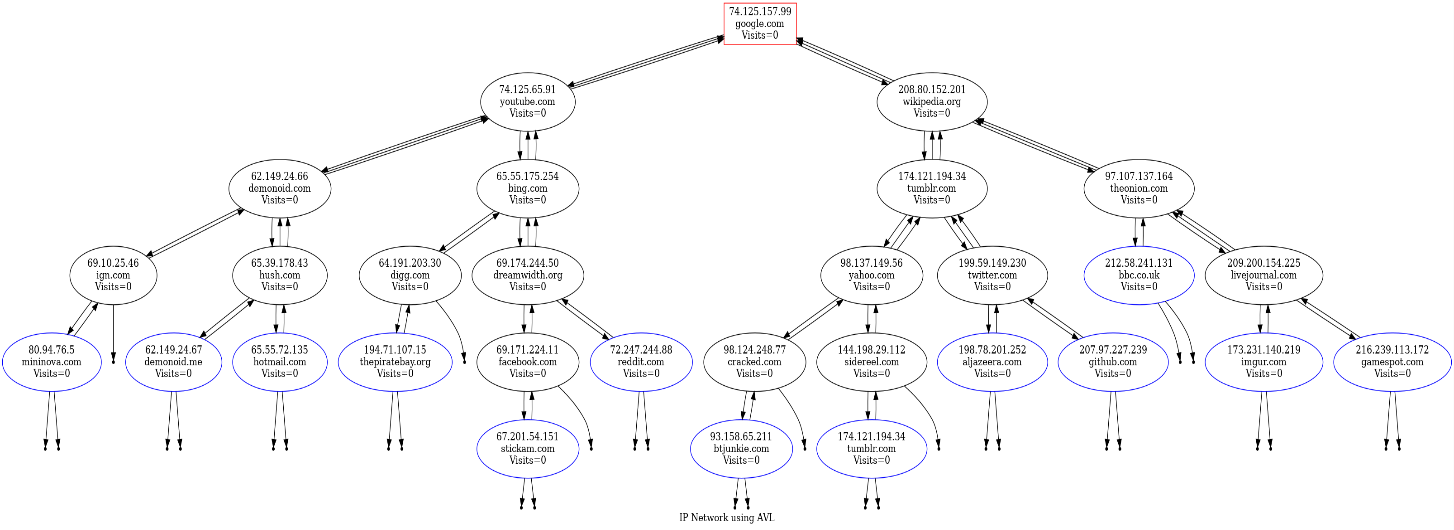 74.125.157.99
google.com
Visits=0
74.125.65.91
youtube.com
Visits=0
208.80.152.201
wikipedia.org
Visits=0
62.149.24.66
demonoid.com
Visits=0
65.55.175.254
bing.com
Visits=0
174.121.194.34
tumblr.com
Visits=0
97.107.137.164
theonion.com
Visits=0
69.10.25.46
ign.com
Visits=0
65.39.178.43
hush.com
Visits=0
64.191.203.30
digg.com
Visits=0
69.174.244.50
dreamwidth.org
Visits=0
98.137.149.56
yahoo.com
Visits=0
199.59.149.230
twitter.com
Visits=0
212.58.241.131
bbc.co.uk
Visits=0
209.200.154.225
livejournal.com
Visits=0
80.94.76.5
mininova.com
Visits=0
62.149.24.67
demonoid.me
Visits=0
65.55.72.135
hotmail.com
Visits=0
194.71.107.15
thepiratebay.org
Visits=0
69.171.224.11
facebook.com
Visits=0
72.247.244.88
reddit.com
Visits=0
98.124.248.77
cracked.com
Visits=0
144.198.29.112
sidereel.com
Visits=0
198.78.201.252
aljazeera.com
Visits=0
207.97.227.239
github.com
Visits=0
173.231.140.219
imgur.com
Visits=0
216.239.113.172
gamespot.com
Visits=0
67.201.54.151
stickam.com
Visits=0
93.158.65.211
btjunkie.com
Visits=0
174.121.194.34
tumblr.com
Visits=0
IP Network using AVL